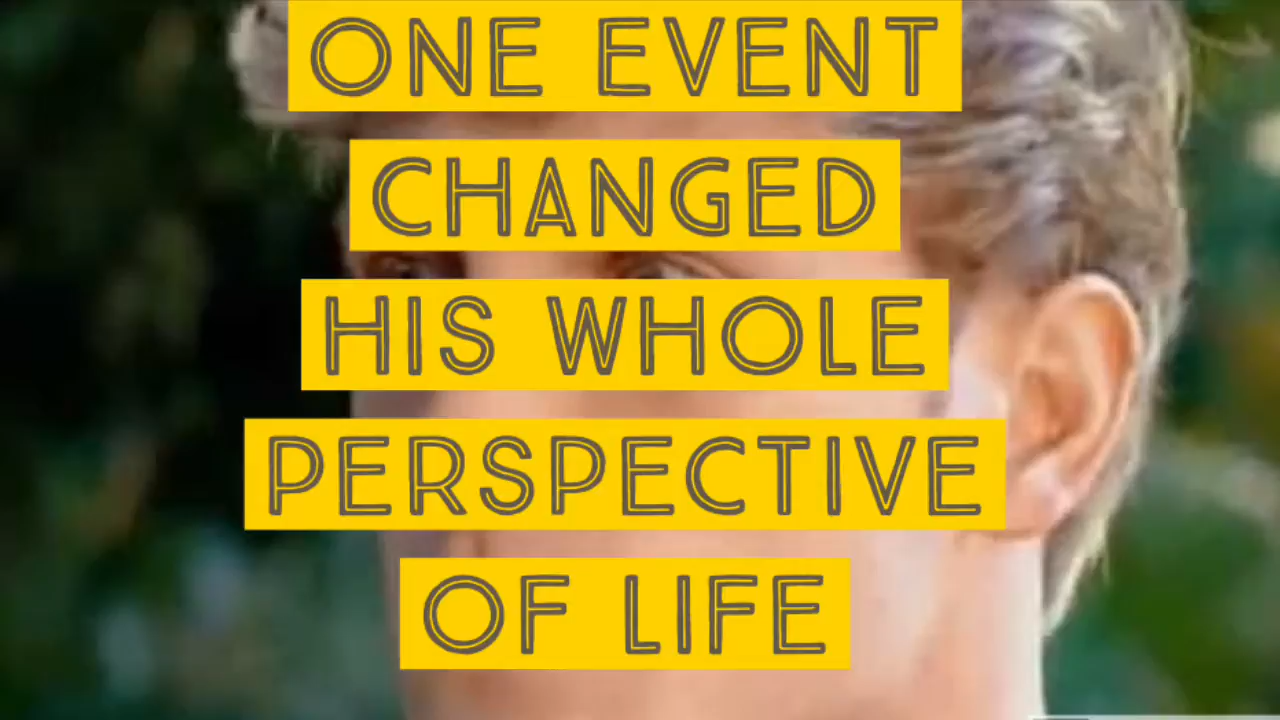 ONE EVENT
CHANGED
HIS WHOLE
PERSPECTIVE
OF LIFE